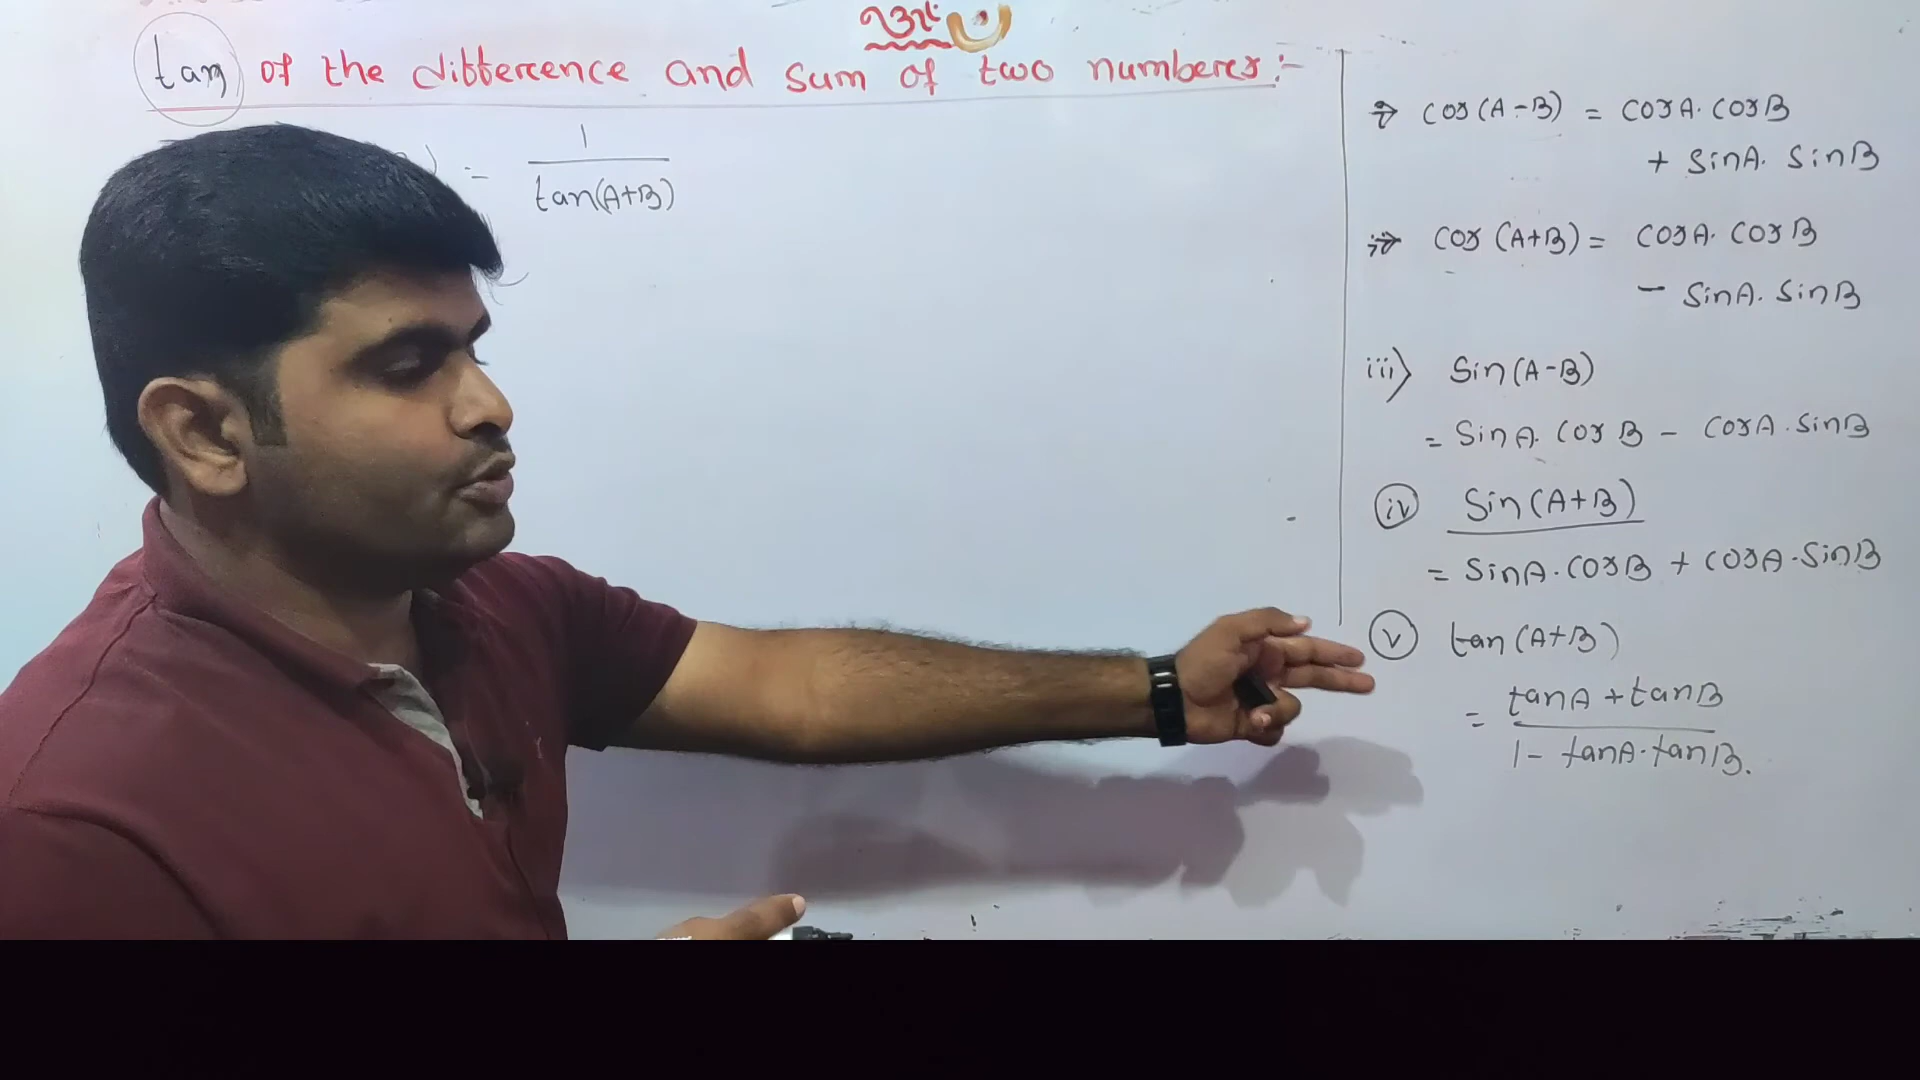 tan of the difference and sum of two numbers:-
) = 1
tan(A+B)
i) cos(A-B) = cosA. cosB
+ sinA. sinB
ii) cos (A+B) = cosA. cosB
- sinA. sinB
iii) Sin(A-B)
= SinA. cosB - cosA.sinB
iv Sin(A+B)
= SinA.cosB + cosA.sinB
v tan(A+B)
= tanA + tanB
1- tanA.tanB.